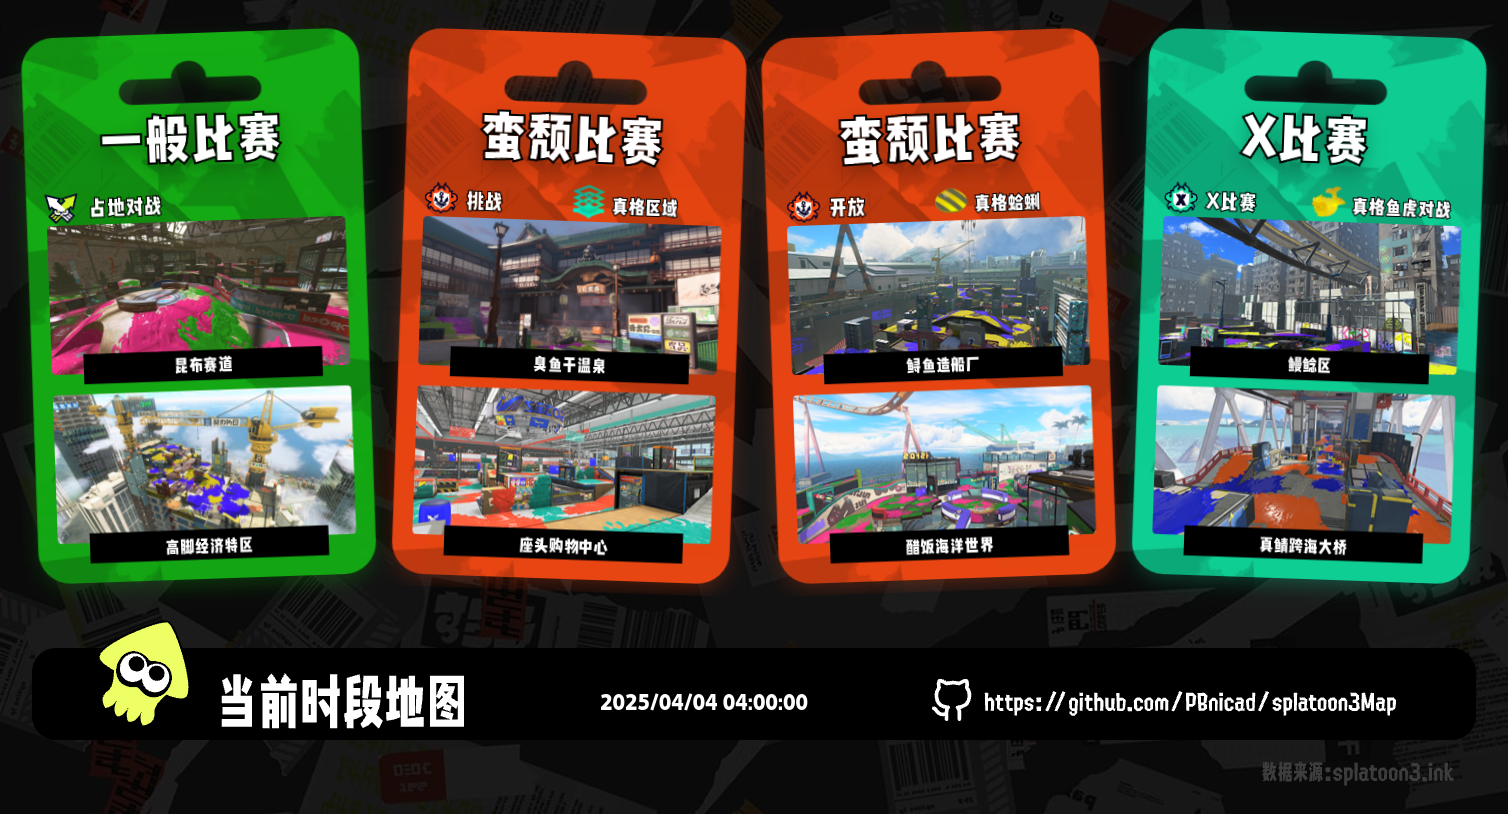 一般比赛
占地对战
昆布赛道
高脚经济特区
蛮颓比赛
挑战
真格区域
臭鱼干温泉
座头购物中心
蛮颓比赛
开放
真格蛤蜊
鲟鱼造船厂
醋饭海洋世界
X比赛
X比赛
真格鱼虎对战
鳗鲶区
真鲭跨海大桥
当前时段地图
2025/04/04 04:00:00
https://github.com/PBnicad/splatoon3Map
数据来源:splatoon3.ink